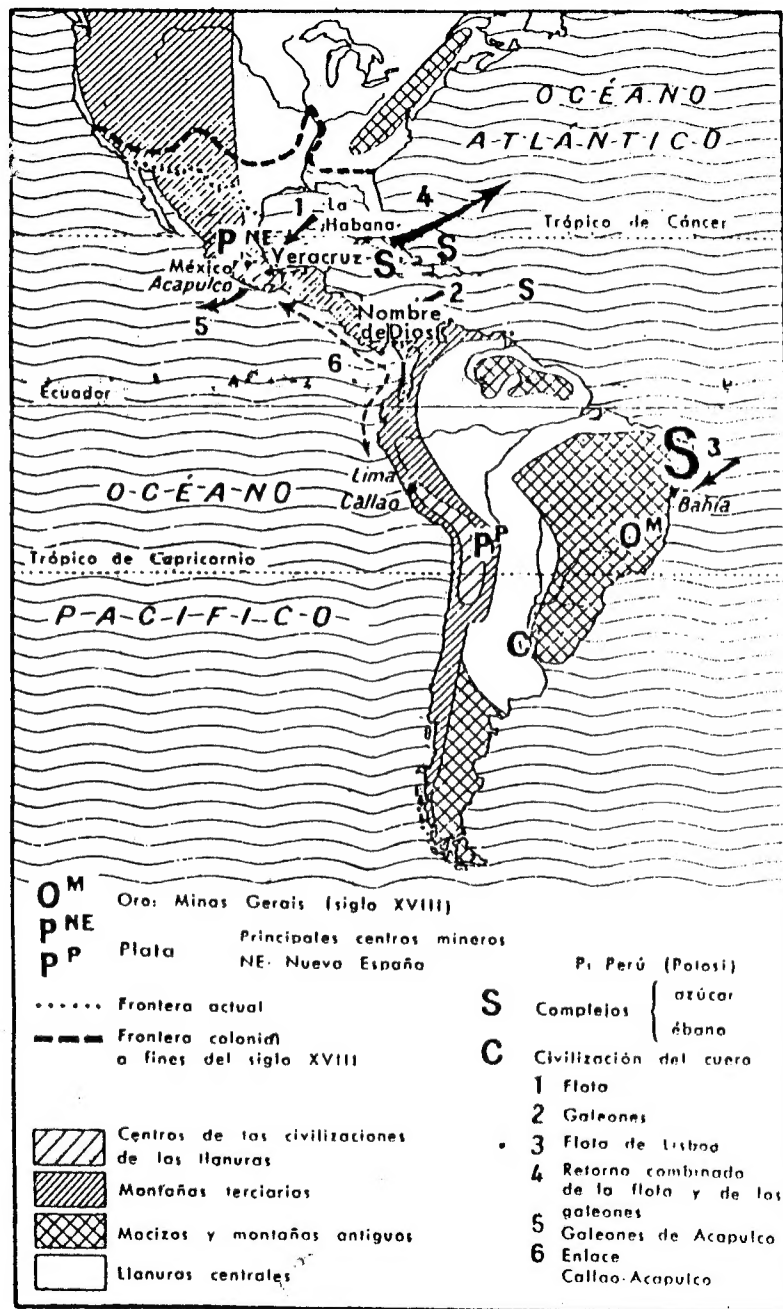 OCÉANO
ATLÁNTICO
1
La
Habana
4
Trópico de Cáncer
P NE
Veracruz
S
S
S
México
Acapulco
5
2
Nombre
de Dios
6
Ecuador
OCÉANO
Lima
Callao
S 3
Bahía
P P
O M
Trópico de Capricornio
PACIFICO
C
O M Oro: Minas Gerais (siglo XVIII)
P NE
P P Plata
Principales centros mineros
NE- Nueva España
P: Perú (Potosi)
Frontera actual
Frontera colonial
a fines del siglo XVIII
Centros de las civilizaciones
de las llanuras
Montañas terciarias
Macizos y montañas antiguos
Llanuras centrales
S Complejos { azúcar
ébano
C Civilización del cuero
1 Flota
2 Galeones
3 Flota de Lisboa
4 Retorno combinado
de la flota y de los
galeones
5 Galeones de Acapulco
6 Enlace
Callao-Acapulco